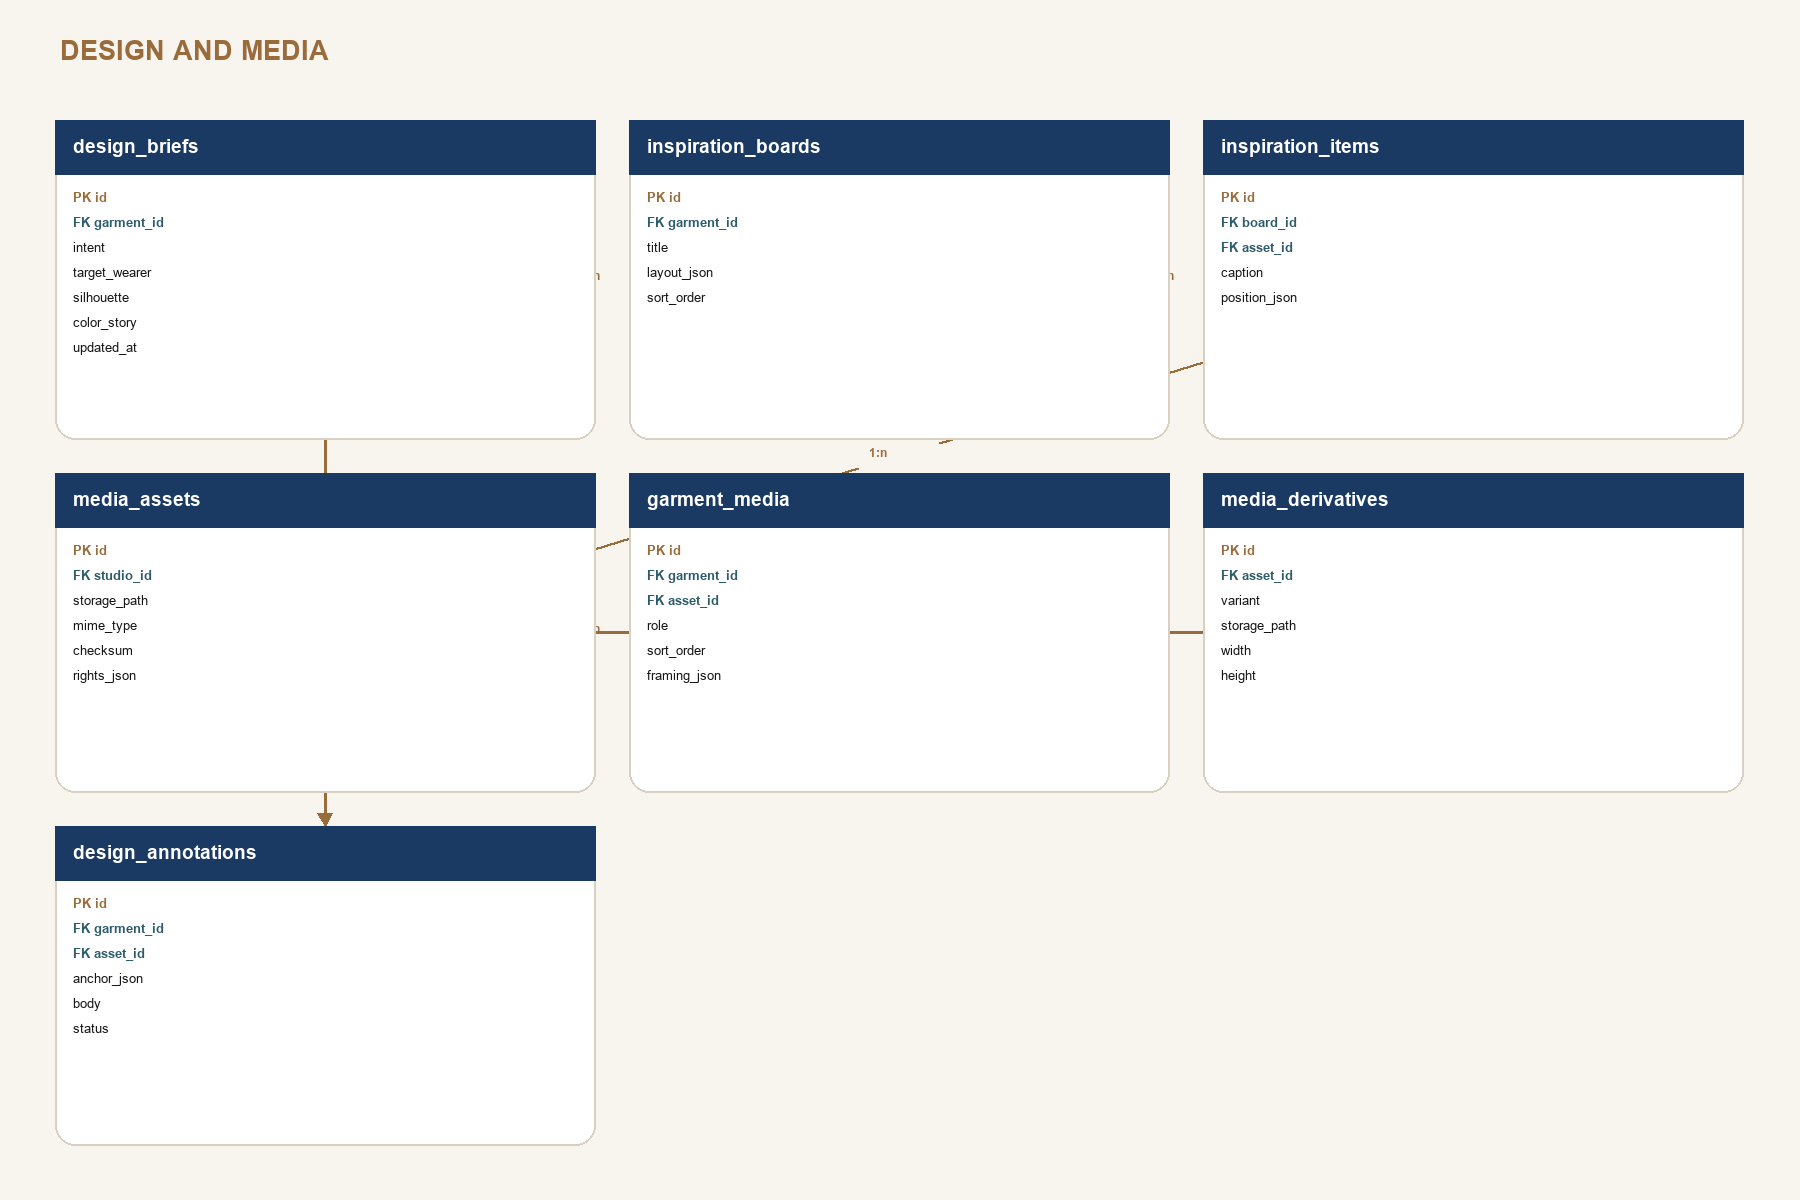 DESIGN AND MEDIA
design_briefs
PK id
FK garment_id
intent
target_wearer
silhouette
color_story
updated_at
inspiration_boards
PK id
FK garment_id
title
layout_json
sort_order
inspiration_items
PK id
FK board_id
FK asset_id
caption
position_json
1:n
media_assets
PK id
FK studio_id
storage_path
mime_type
checksum
rights_json
garment_media
PK id
FK garment_id
FK asset_id
role
sort_order
framing_json
media_derivatives
PK id
FK asset_id
variant
storage_path
width
height
design_annotations
PK id
FK garment_id
FK asset_id
anchor_json
body
status